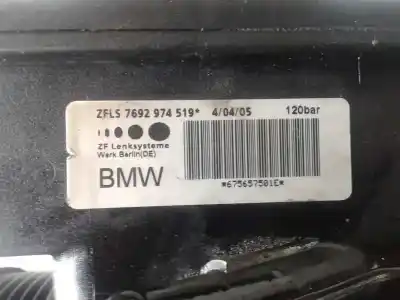 ZFLS 7692 974 519* 4/04/05 120bar
ZF Lenksysteme
Werk Berlin(DE)
BMW
*675657501E*